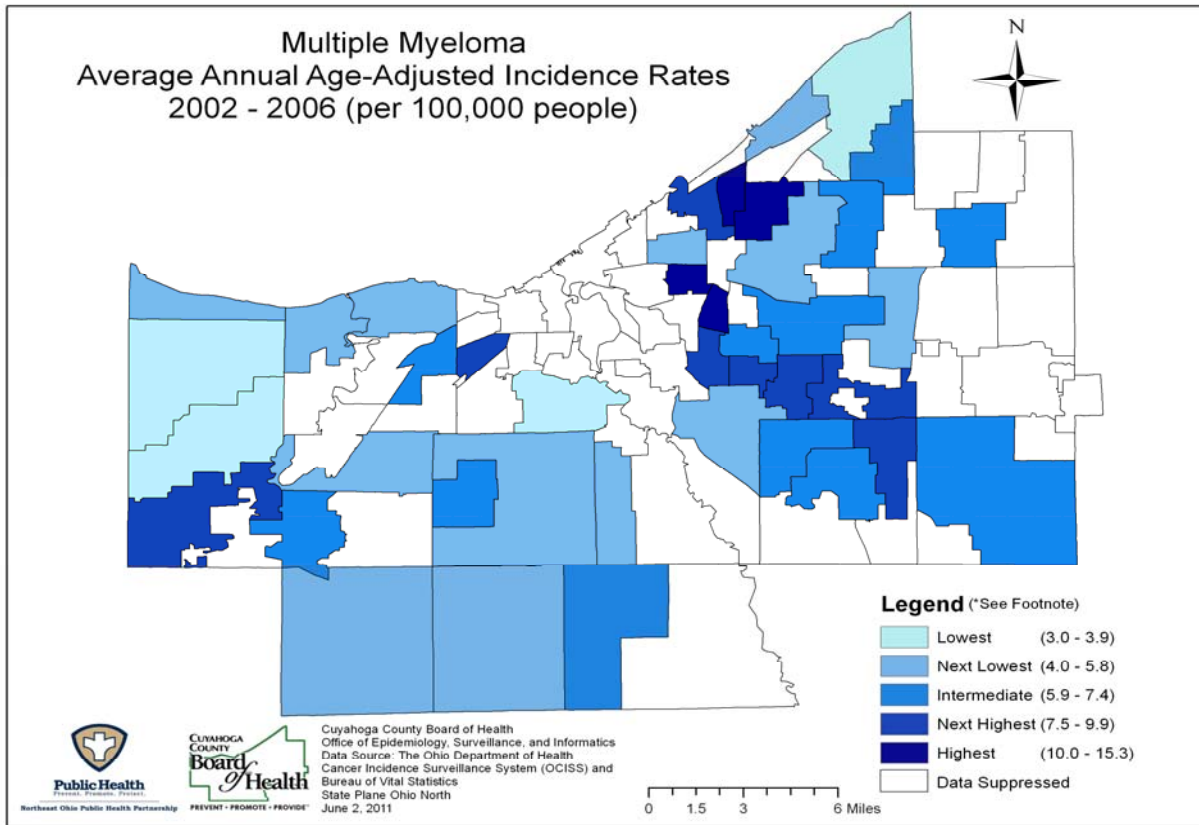 Multiple Myeloma
Average Annual Age-Adjusted Incidence Rates
2002 - 2006 (per 100,000 people)
N
Legend (*See Footnote)
Lowest (3.0 - 3.9)
Next Lowest (4.0 - 5.8)
Intermediate (5.9 - 7.4)
Next Highest (7.5 - 9.9)
Highest (10.0 - 15.3)
Data Suppressed
Public Health
Prevent. Promote. Protect.
Northeast Ohio Public Health Partnership
CUYAHOGA
COUNTY
Board
of Health
PREVENT • PROMOTE • PROVIDE
Cuyahoga County Board of Health
Office of Epidemiology, Surveillance, and Informatics
Data Source: The Ohio Department of Health
Cancer Incidence Surveillance System (OCISS) and
Bureau of Vital Statistics
State Plane Ohio North
June 2, 2011
0 1.5 3 6 Miles